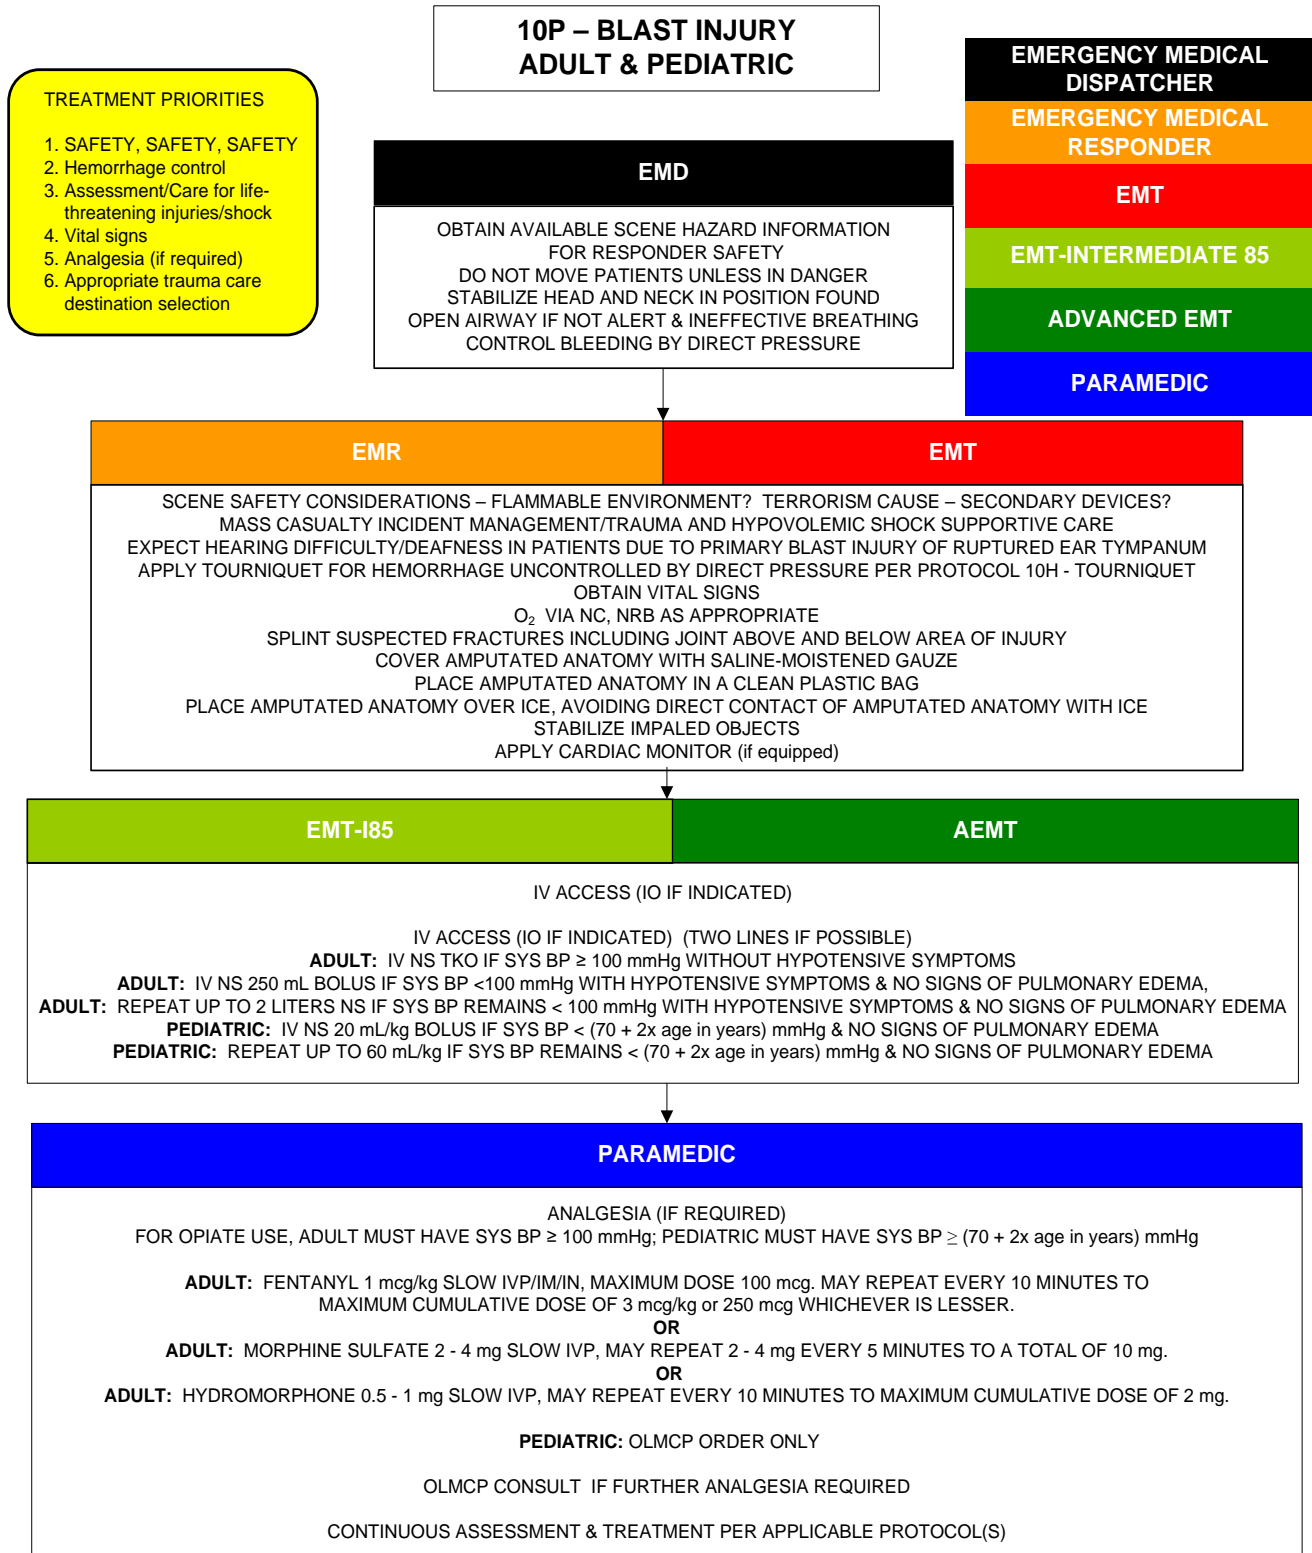 10P – BLAST INJURY
ADULT & PEDIATRIC
TREATMENT PRIORITIES
1. SAFETY, SAFETY, SAFETY
2. Hemorrhage control
3. Assessment/Care for life-
threatening injuries/shock
4. Vital signs
5. Analgesia (if required)
6. Appropriate trauma care
destination selection
EMERGENCY MEDICAL
DISPATCHER
EMERGENCY MEDICAL
RESPONDER
EMT
EMT-INTERMEDIATE 85
ADVANCED EMT
PARAMEDIC
EMD
OBTAIN AVAILABLE SCENE HAZARD INFORMATION
FOR RESPONDER SAFETY
DO NOT MOVE PATIENTS UNLESS IN DANGER
STABILIZE HEAD AND NECK IN POSITION FOUND
OPEN AIRWAY IF NOT ALERT & INEFFECTIVE BREATHING
CONTROL BLEEDING BY DIRECT PRESSURE
EMR
EMT
SCENE SAFETY CONSIDERATIONS – FLAMMABLE ENVIRONMENT? TERRORISM CAUSE – SECONDARY DEVICES?
MASS CASUALTY INCIDENT MANAGEMENT/TRAUMA AND HYPOVOLEMIC SHOCK SUPPORTIVE CARE
EXPECT HEARING DIFFICULTY/DEAFNESS IN PATIENTS DUE TO PRIMARY BLAST INJURY OF RUPTURED EAR TYMPANUM
APPLY TOURNIQUET FOR HEMORRHAGE UNCONTROLLED BY DIRECT PRESSURE PER PROTOCOL 10H - TOURNIQUET
OBTAIN VITAL SIGNS
O₂ VIA NC, NRB AS APPROPRIATE
SPLINT SUSPECTED FRACTURES INCLUDING JOINT ABOVE AND BELOW AREA OF INJURY
COVER AMPUTATED ANATOMY WITH SALINE-MOISTENED GAUZE
PLACE AMPUTATED ANATOMY IN A CLEAN PLASTIC BAG
PLACE AMPUTATED ANATOMY OVER ICE, AVOIDING DIRECT CONTACT OF AMPUTATED ANATOMY WITH ICE
STABILIZE IMPALED OBJECTS
APPLY CARDIAC MONITOR (if equipped)
EMT-I85
AEMT
IV ACCESS (IO IF INDICATED)
IV ACCESS (IO IF INDICATED) (TWO LINES IF POSSIBLE)
ADULT: IV NS TKO IF SYS BP ≥ 100 mmHg WITHOUT HYPOTENSIVE SYMPTOMS
ADULT: IV NS 250 mL BOLUS IF SYS BP <100 mmHg WITH HYPOTENSIVE SYMPTOMS & NO SIGNS OF PULMONARY EDEMA,
ADULT: REPEAT UP TO 2 LITERS NS IF SYS BP REMAINS < 100 mmHg WITH HYPOTENSIVE SYMPTOMS & NO SIGNS OF PULMONARY EDEMA
PEDIATRIC: IV NS 20 mL/kg BOLUS IF SYS BP < (70 + 2x age in years) mmHg & NO SIGNS OF PULMONARY EDEMA
PEDIATRIC: REPEAT UP TO 60 mL/kg IF SYS BP REMAINS < (70 + 2x age in years) mmHg & NO SIGNS OF PULMONARY EDEMA
PARAMEDIC
ANALGESIA (IF REQUIRED)
FOR OPIATE USE, ADULT MUST HAVE SYS BP ≥ 100 mmHg; PEDIATRIC MUST HAVE SYS BP ≥ (70 + 2x age in years) mmHg
ADULT: FENTANYL 1 mcg/kg SLOW IVP/IM/IN, MAXIMUM DOSE 100 mcg. MAY REPEAT EVERY 10 MINUTES TO
MAXIMUM CUMULATIVE DOSE OF 3 mcg/kg or 250 mcg WHICHEVER IS LESSER.
OR
ADULT: MORPHINE SULFATE 2 - 4 mg SLOW IVP, MAY REPEAT 2 - 4 mg EVERY 5 MINUTES TO A TOTAL OF 10 mg.
OR
ADULT: HYDROMORPHONE 0.5 - 1 mg SLOW IVP, MAY REPEAT EVERY 10 MINUTES TO MAXIMUM CUMULATIVE DOSE OF 2 mg.
PEDIATRIC: OLMCP ORDER ONLY
OLMCP CONSULT IF FURTHER ANALGESIA REQUIRED
CONTINUOUS ASSESSMENT & TREATMENT PER APPLICABLE PROTOCOL(S)